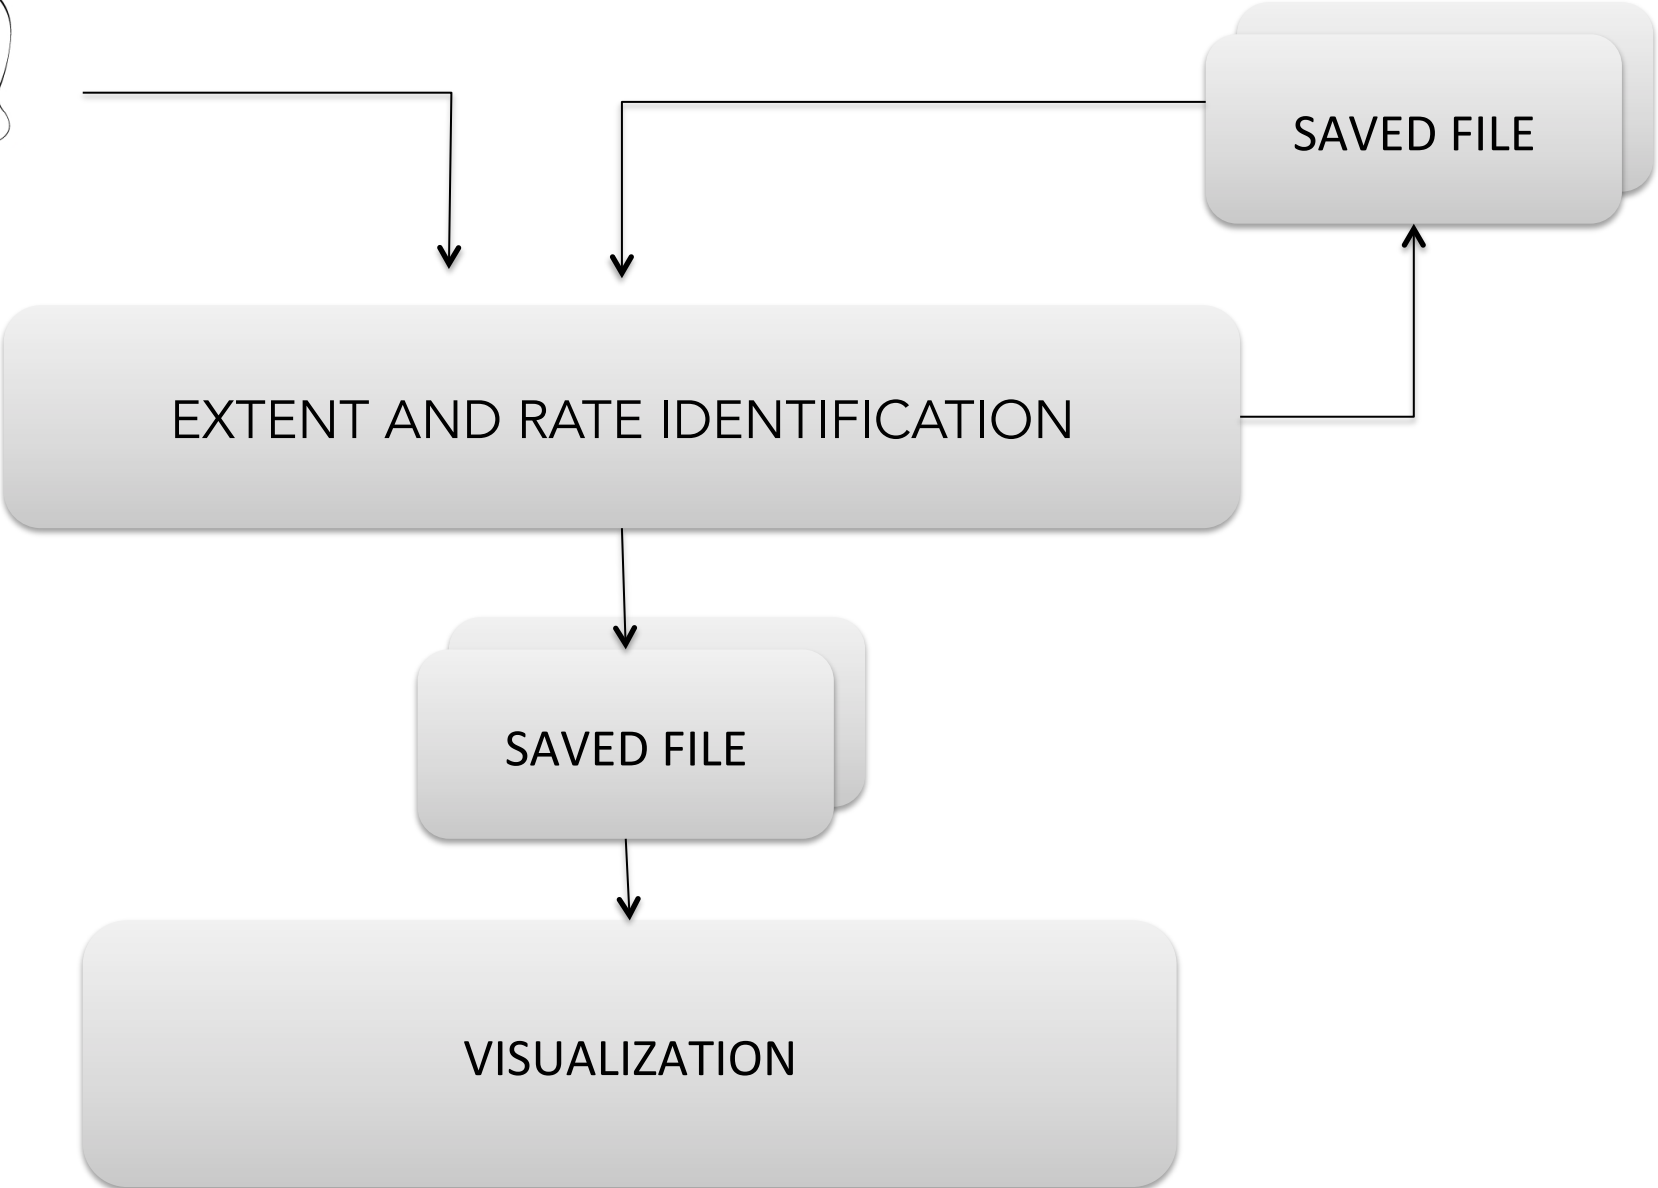 SAVED FILE
EXTENT AND RATE IDENTIFICATION
SAVED FILE
VISUALIZATION